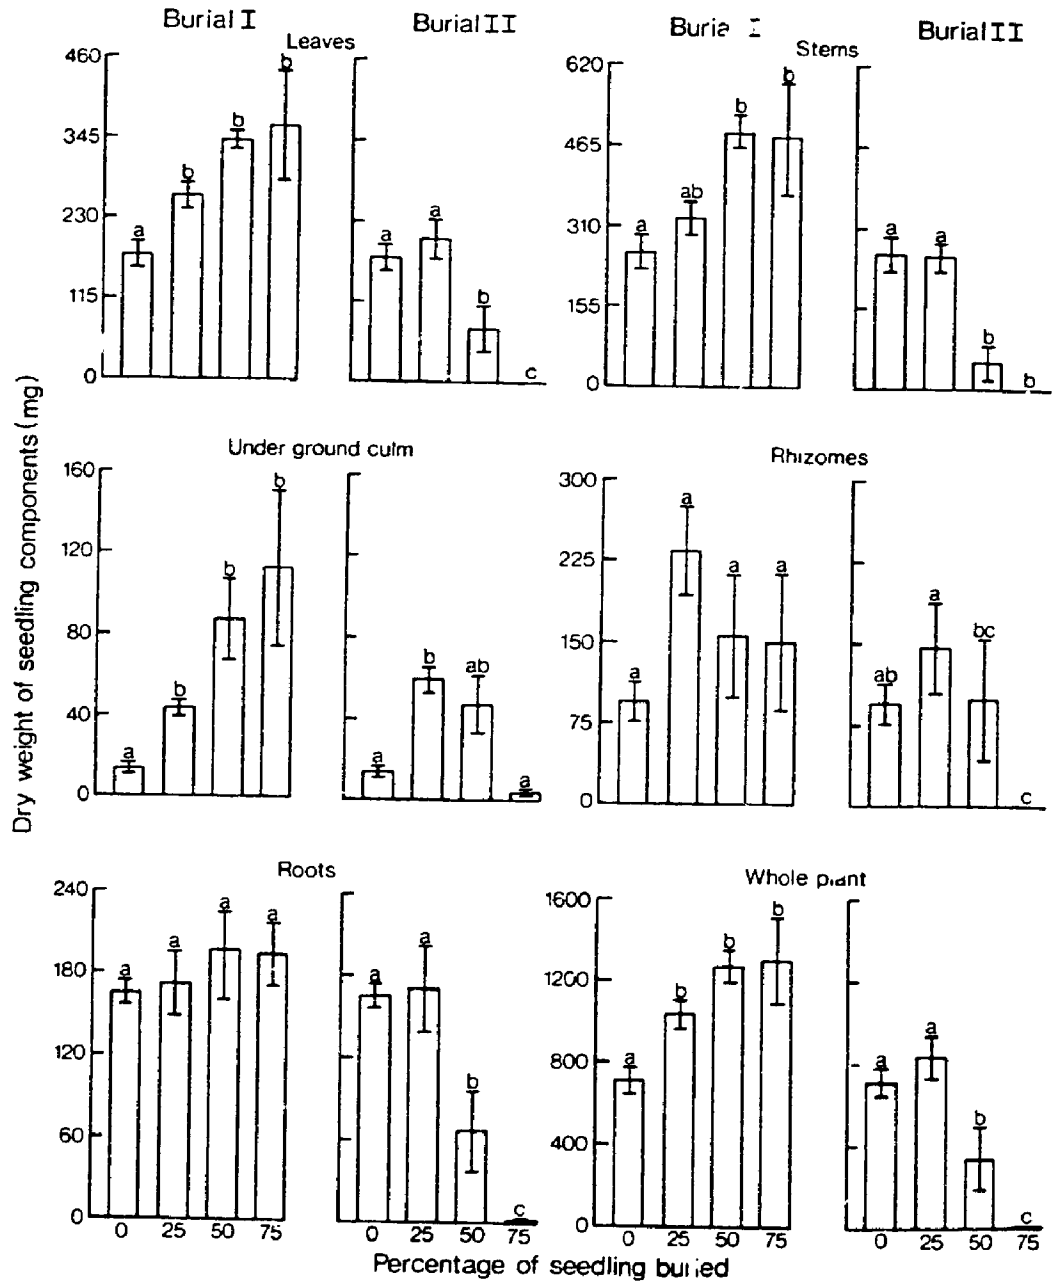 Burial I
Burial II
Burial I
Burial II
Leaves
Stems
460
345
230
115
0
a
b
b
b
a
a
b
c
620
465
310
155
0
a
ab
b
b
a
a
b
b
Under ground culm
Rhizomes
160
120
80
40
0
a
b
b
b
a
b
ab
a
300
225
150
75
0
a
a
a
a
ab
a
bc
c
Roots
Whole plant
240
180
120
60
0
a
a
a
a
a
a
b
c
1600
1200
800
400
0
a
b
b
b
a
a
b
c
0 25 50 75
0 25 50 75
0 25 50 75
0 25 50 75
Dry weight of seedling components (mg)
Percentage of seedling buried